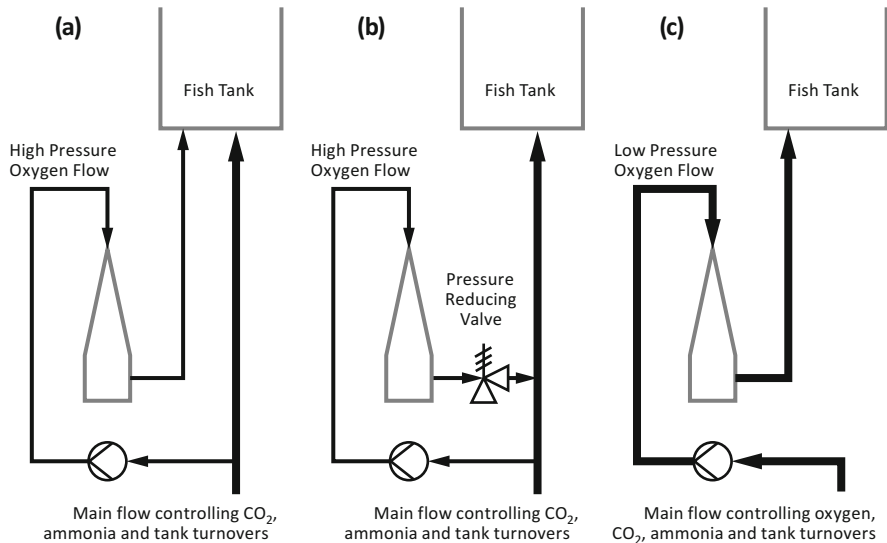 (a)
Fish Tank
High Pressure
Oxygen Flow
Main flow controlling CO₂,
ammonia and tank turnovers
(b)
Fish Tank
High Pressure
Oxygen Flow
Pressure
Reducing
Valve
Main flow controlling CO₂,
ammonia and tank turnovers
(c)
Fish Tank
Low Pressure
Oxygen Flow
Main flow controlling oxygen,
CO₂, ammonia and tank turnovers